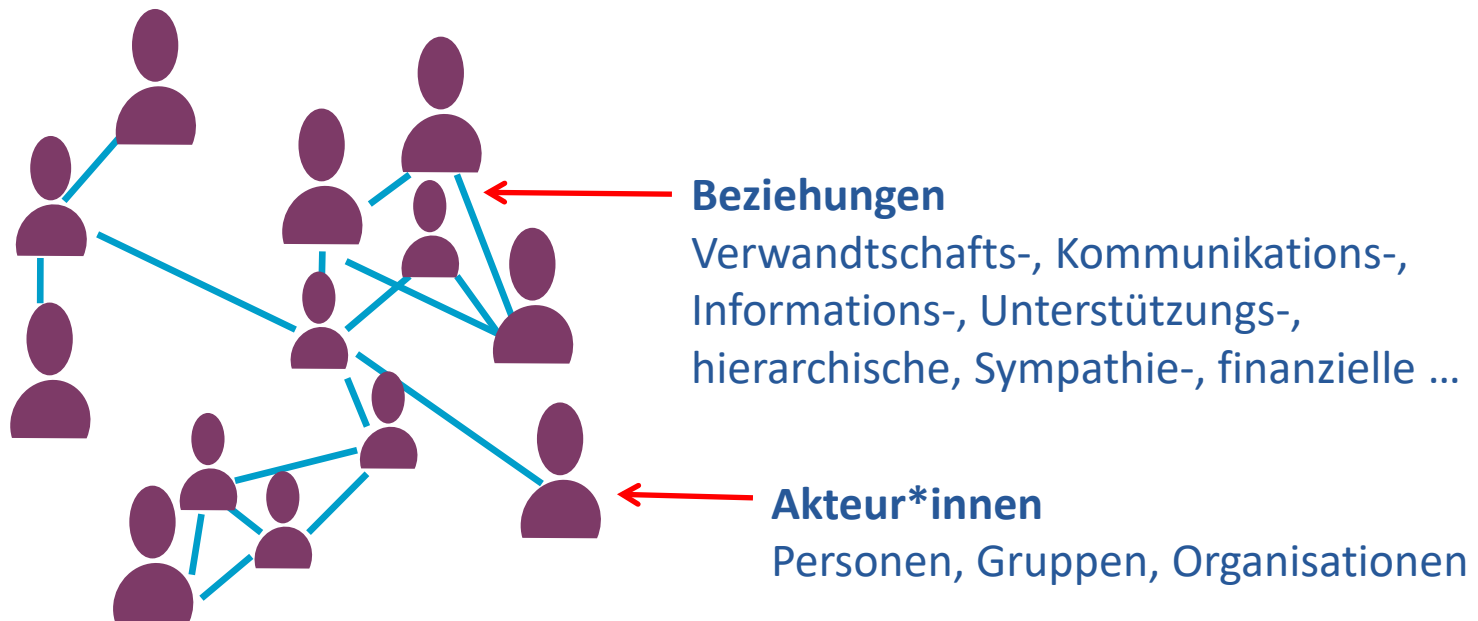 Beziehungen
Verwandtschafts-, Kommunikations-,
Informations-, Unterstützungs-,
hierarchische, Sympathie-, finanzielle …
Akteur*innen
Personen, Gruppen, Organisationen